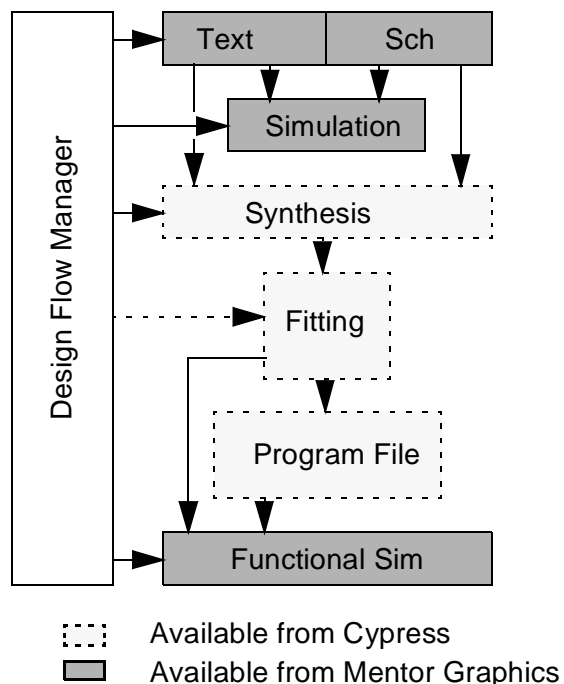 Text Sch
Simulation
Design Flow Manager
Synthesis
Fitting
Program File
Functional Sim
Available from Cypress
Available from Mentor Graphics